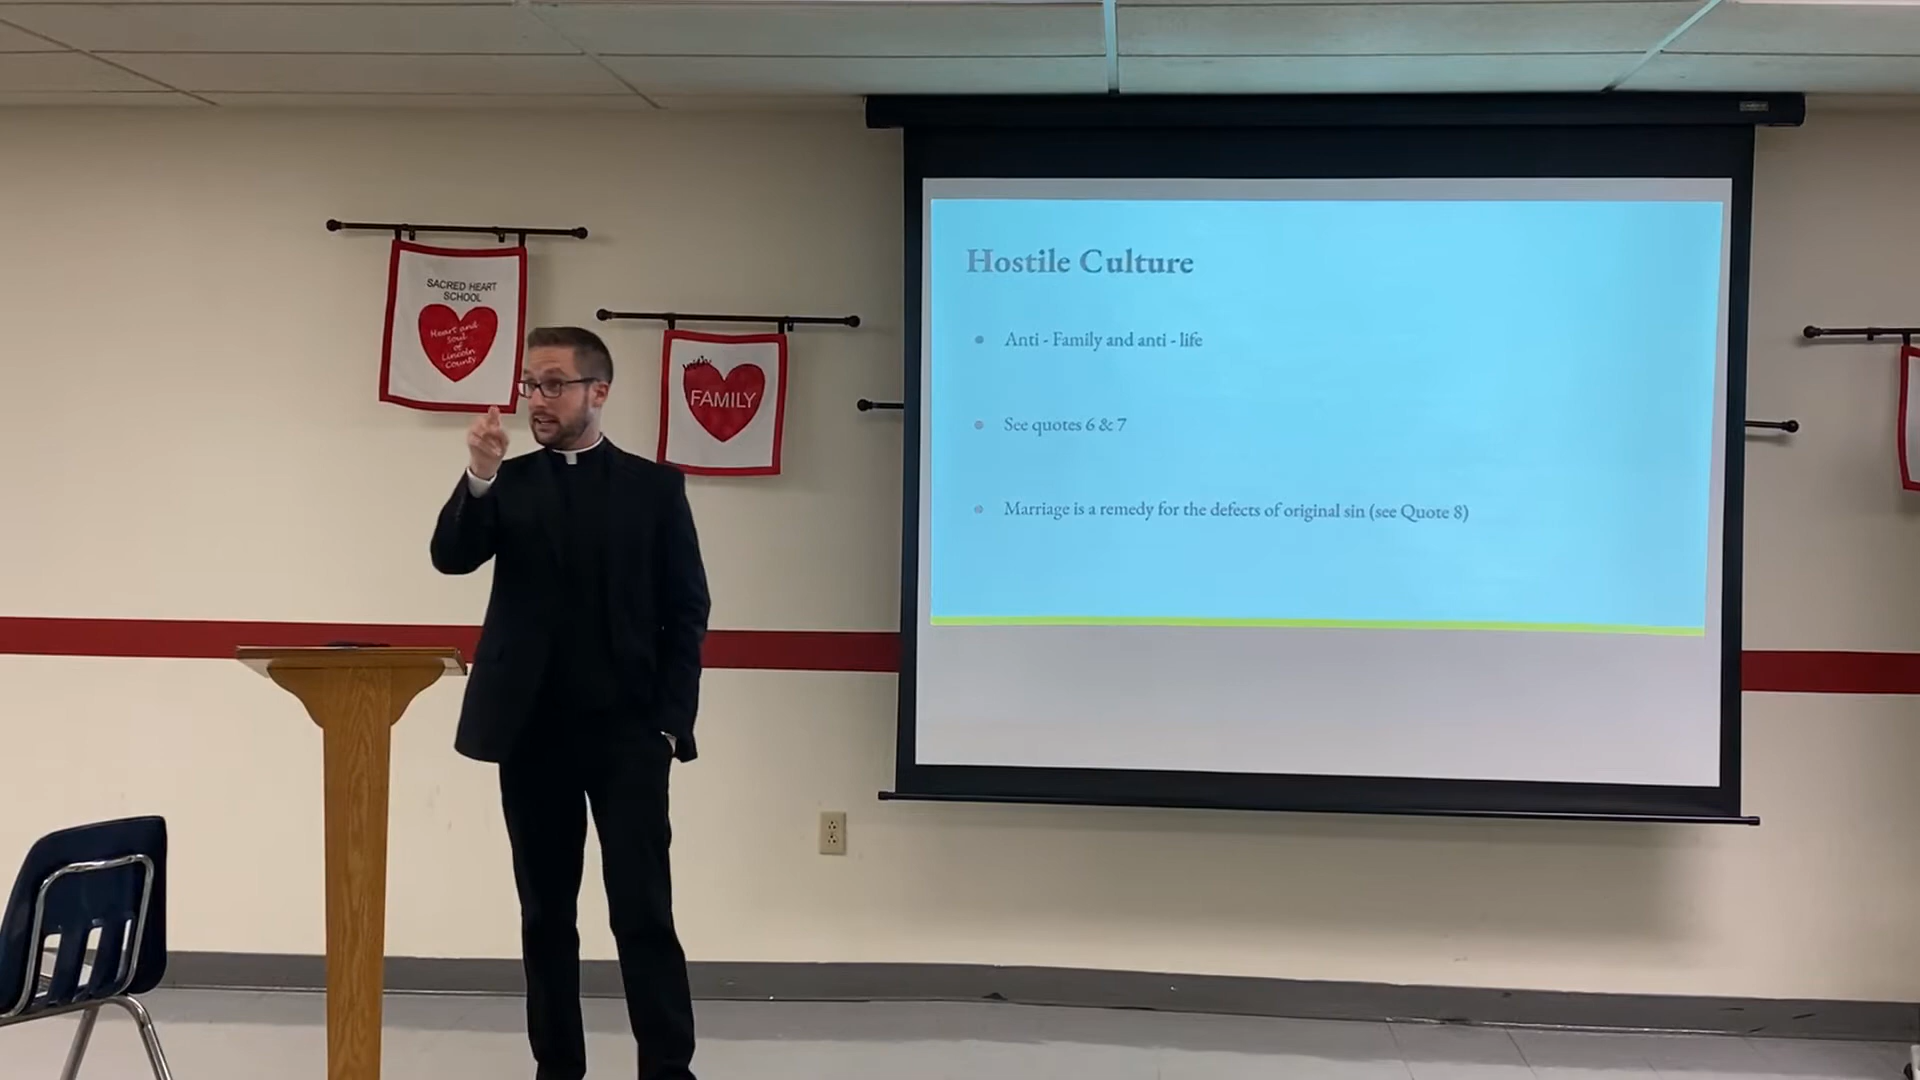 SACRED HEART
SCHOOL
Heart and
Soul
of
Lincoln
County
with
FAMILY
Hostile Culture
Anti - Family and anti - life
See quotes 6 & 7
Marriage is a remedy for the defects of original sin (see Quote 8)